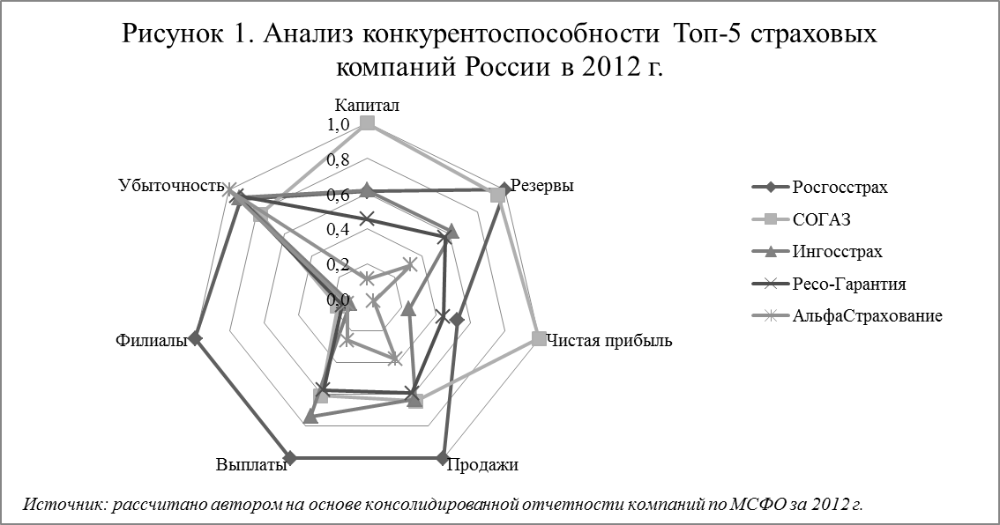 Рисунок 1. Анализ конкурентоспособности Топ-5 страховых
компаний России в 2012 г.
Капитал
1,0
0,8
0,6
0,4
0,2
0,0
Убыточность
Резервы
Филиалы
Чистая прибыль
Выплаты
Продажи
Росгосстрах
СОГАЗ
Ингосстрах
Ресо-Гарантия
АльфаСтрахование
Источник: рассчитано автором на основе консолидированной отчетности компаний по МСФО за 2012 г.